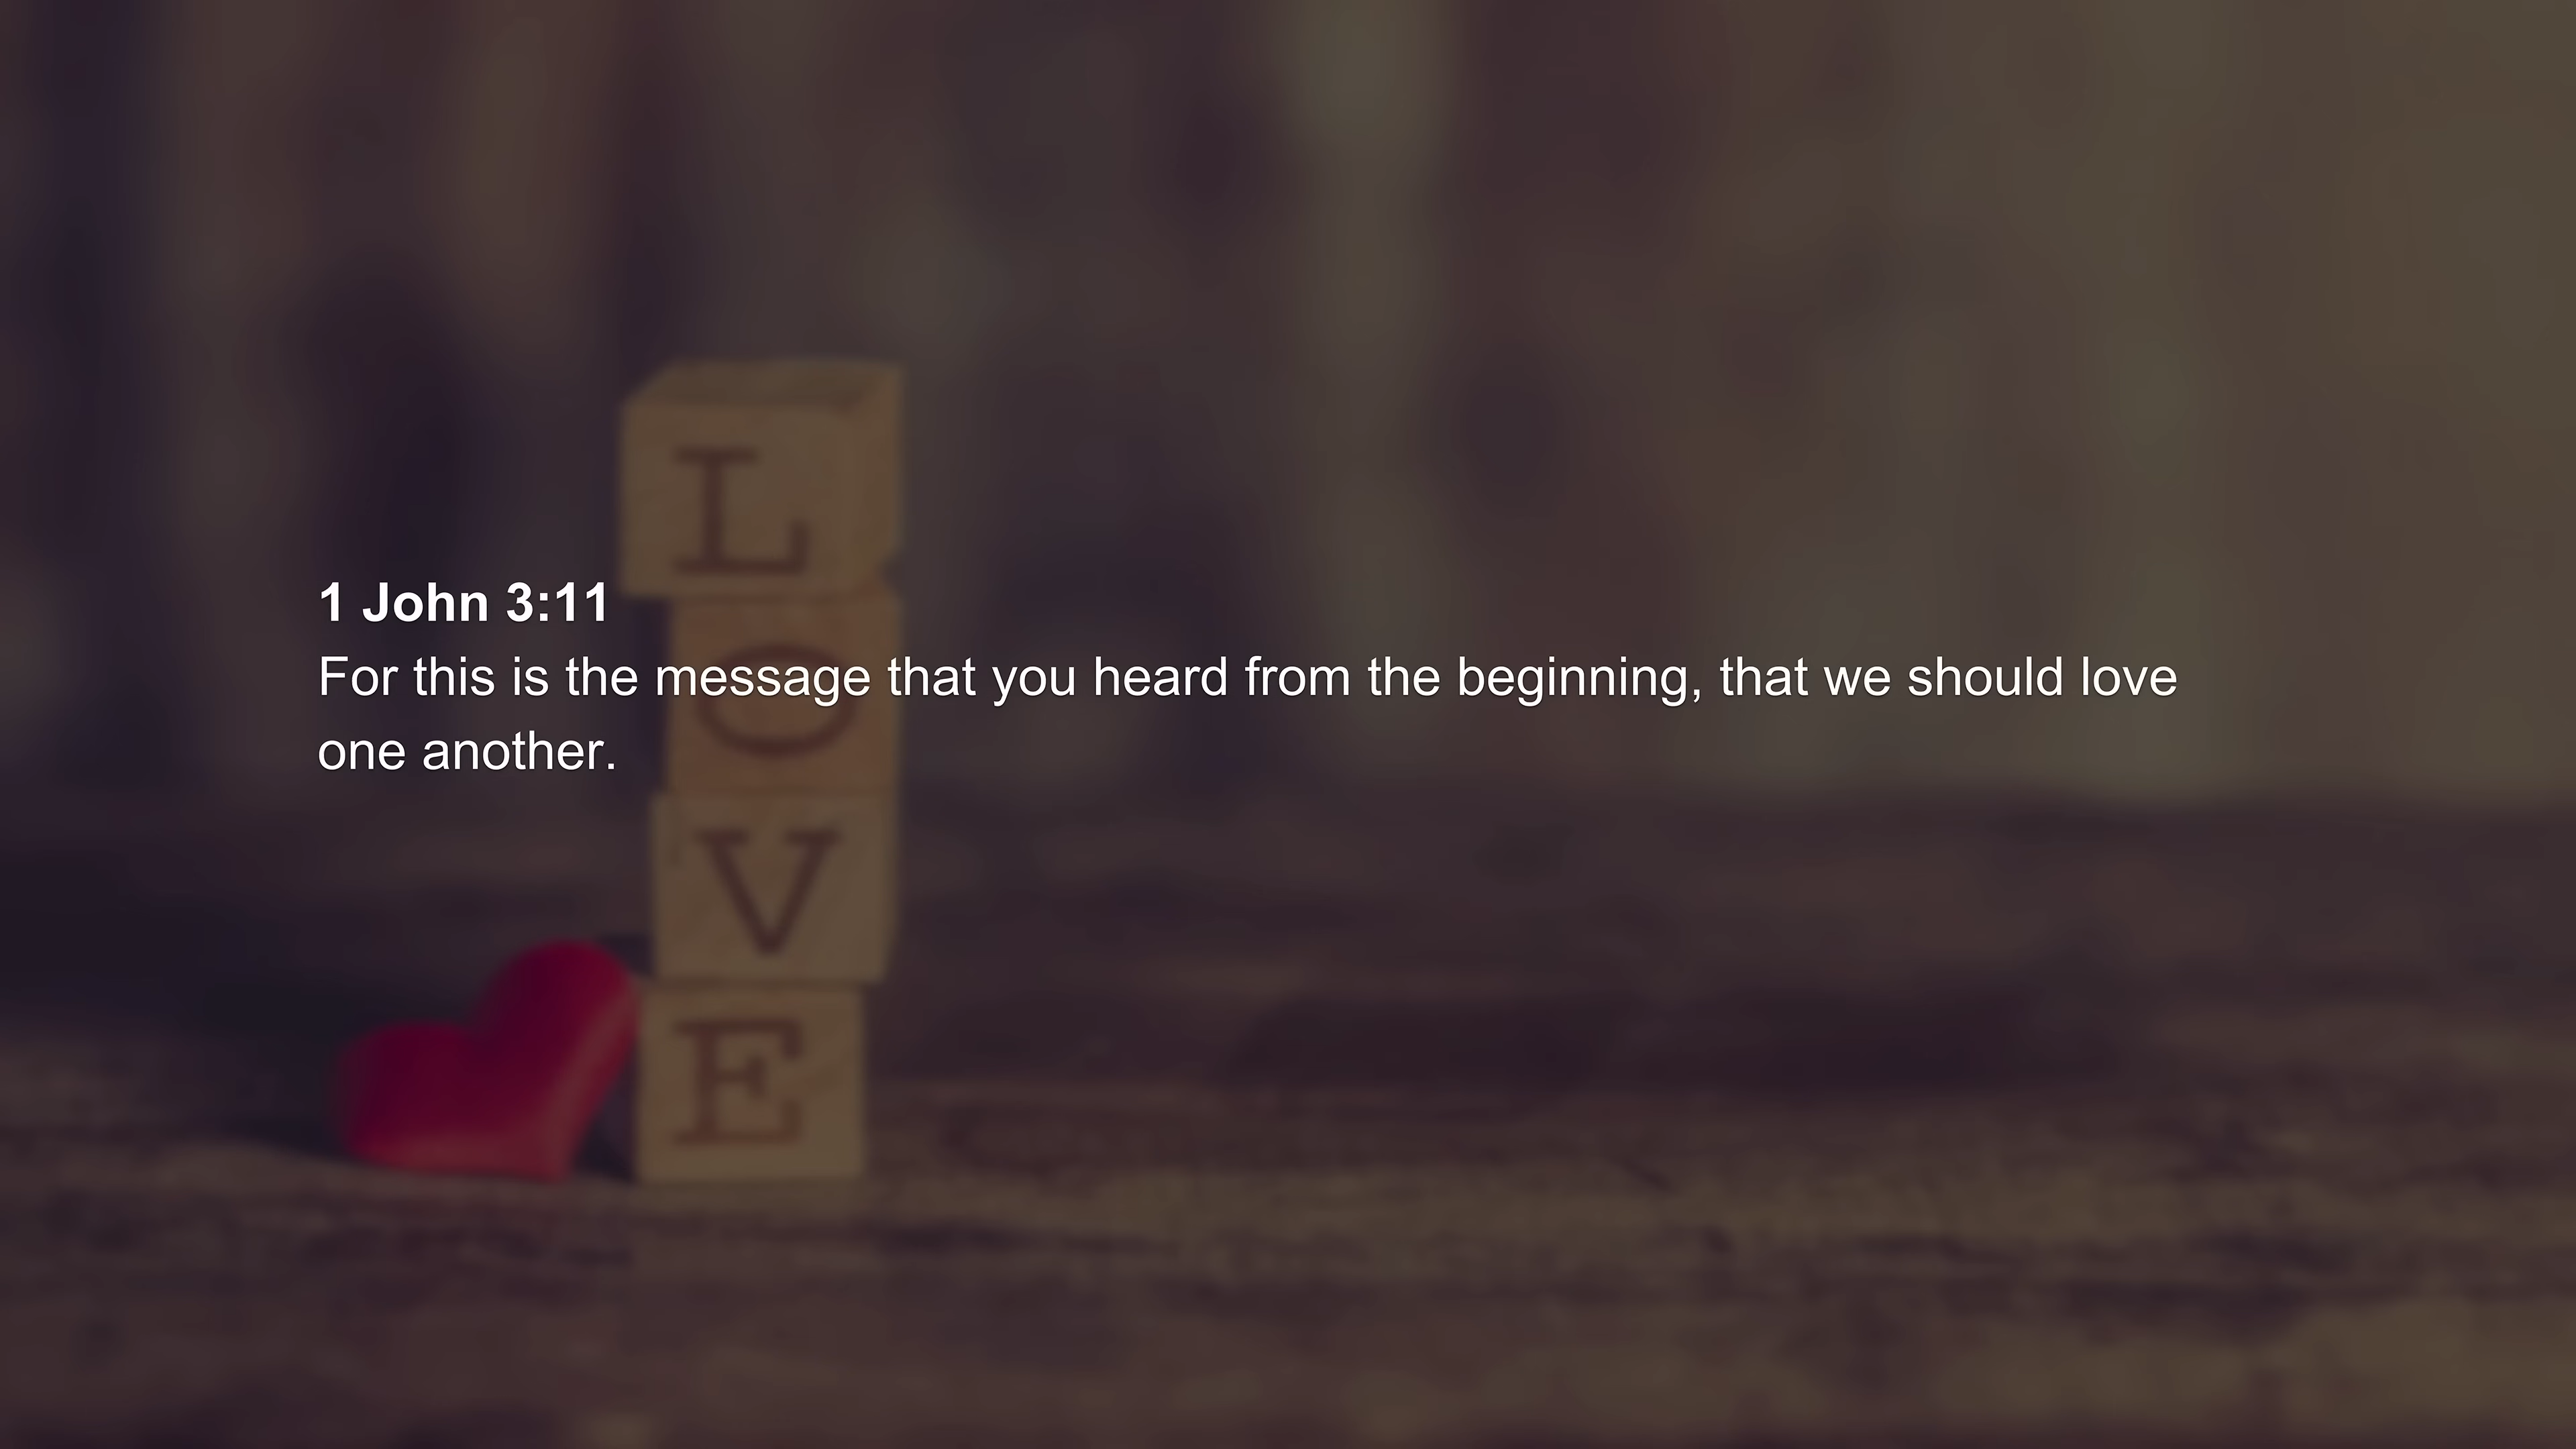 L
1 John 3:11
O
For this is the message that you heard from the beginning, that we should love
one another.
V
E